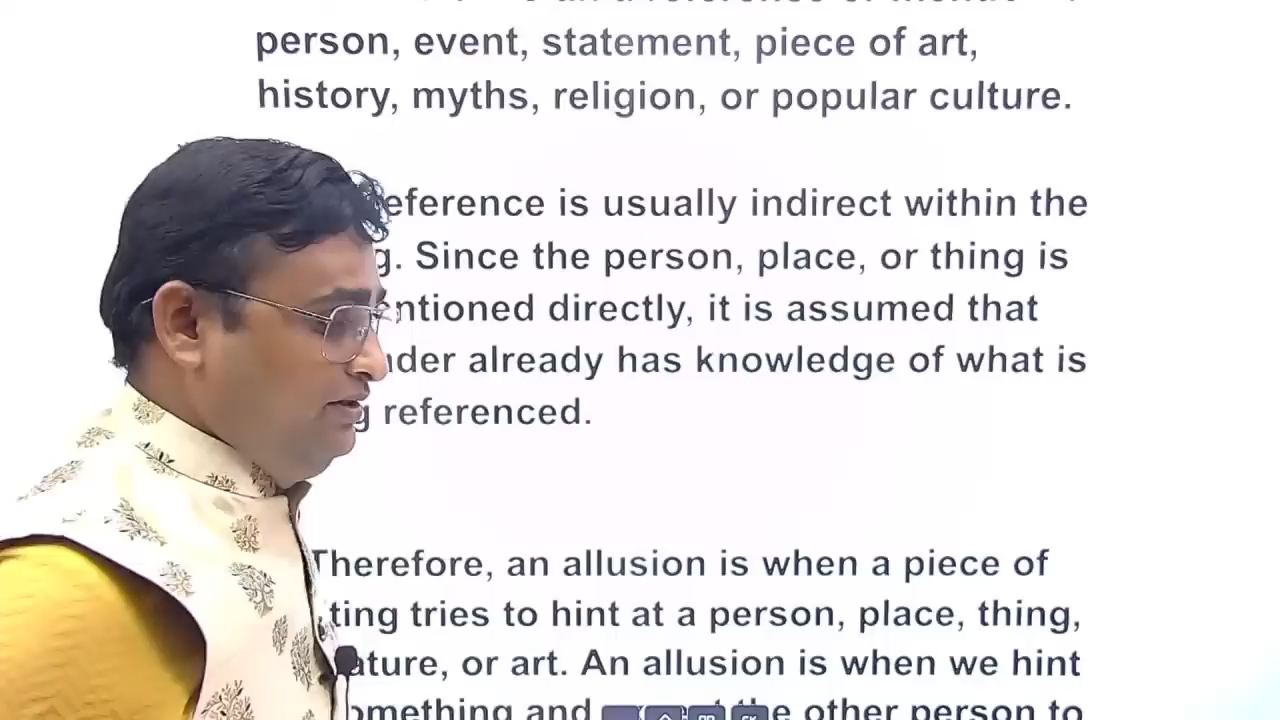 person, event, statement, piece of art,
history, myths, religion, or popular culture.
eference is usually indirect within the
g. Since the person, place, or thing is
ntioned directly, it is assumed that
der already has knowledge of what is
g referenced.
Therefore, an allusion is when a piece of
ting tries to hint at a person, place, thing,
ature, or art. An allusion is when we hint
omething and the other person to